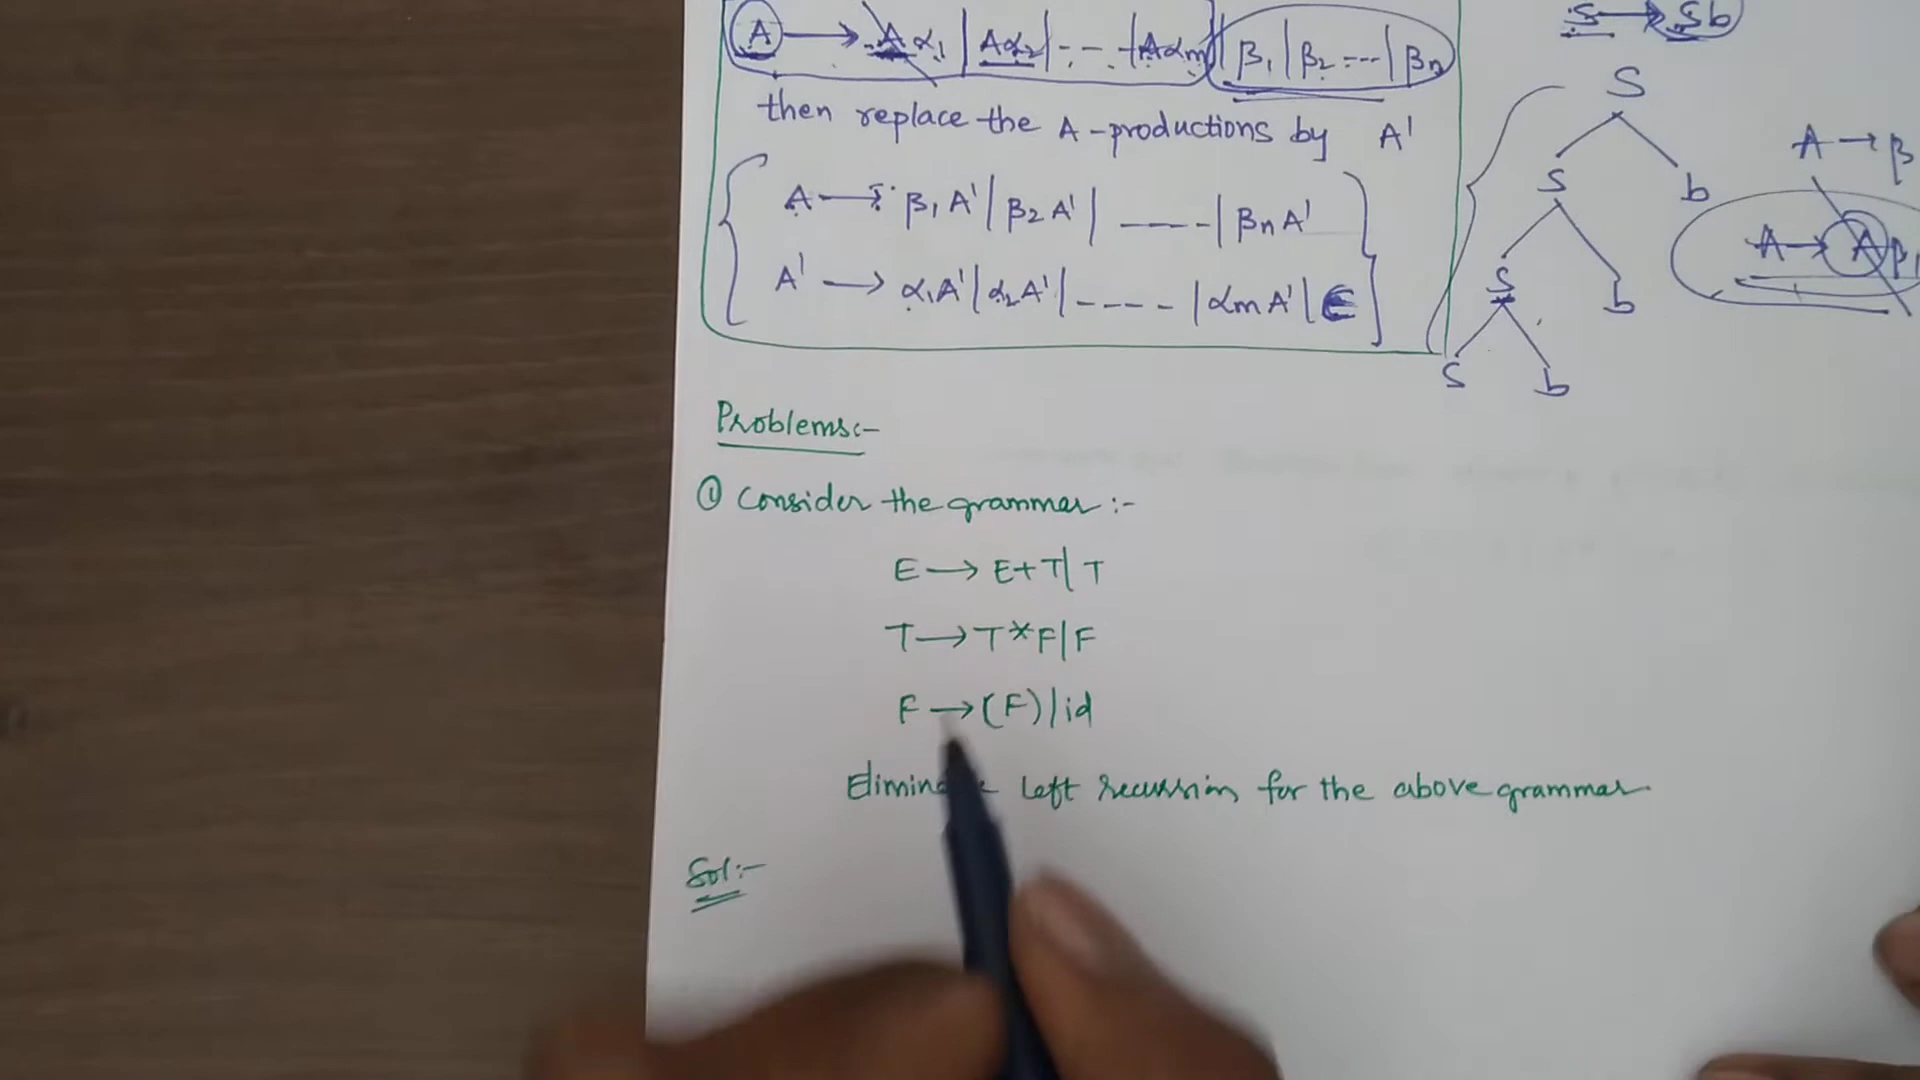 A → Aα₁ | Aα₂ | - - - | Aαm | β₁ | β₂ - - - | βn
then replace the A-productions by A'
A → β₁A' | β₂A' | - - - - - | βnA'
A' → α₁A' | α₂A' | - - - - | αmA' | Є
S → Sb
S
S b
S b
S b
A → β
A → Aβ
Problems:-
① Consider the grammar :-
E → E+T | T
T → T*F | F
F → (F) | id
left recursion for the above grammar.
Sol:-